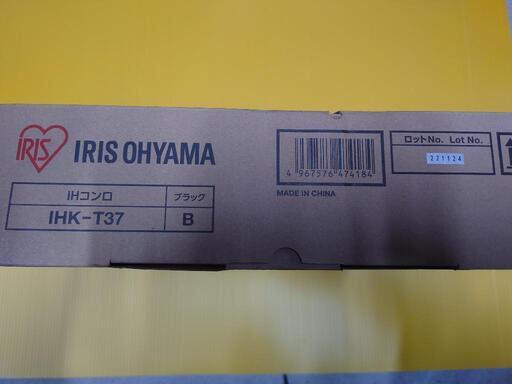 IRIS
IRIS OHYAMA
IHコンロ
ブラック
IHK-T37
B
4 967576 474184
MADE IN CHINA
ロットNo. Lot No.
221124